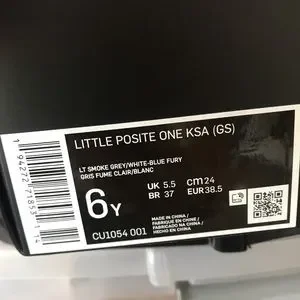 LITTLE POSITE ONE KSA (GS)
LT SMOKE GREY/WHITE-BLUE FURY
GRIS FUME CLAIR/BLANC
6Y
UK 5.5 cm 24
BR 37 EUR 38.5
CU1054 001
MADE IN CHINA /
FABRIQUE EN CHINE /
FABRICADO NA CHINA /
HECHO EN CHINA